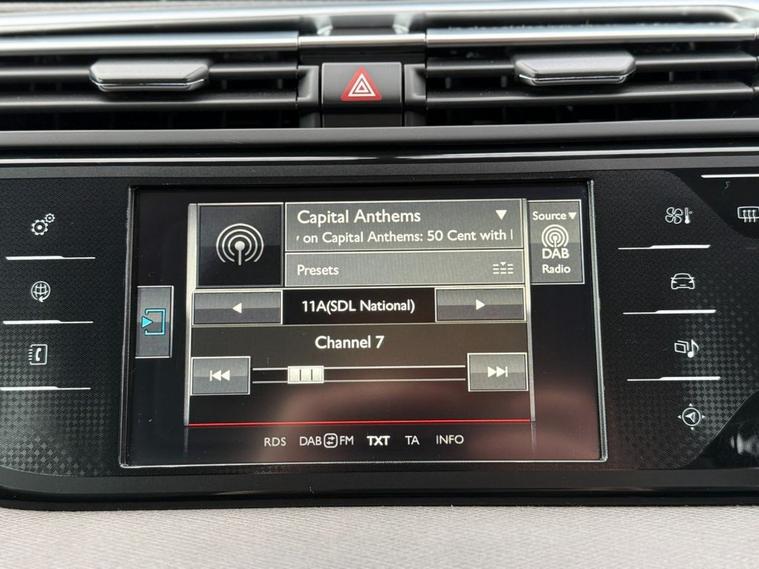 Capital Anthems
on Capital Anthems: 50 Cent with
Presets
Source
DAB
Radio
11A(SDL National)
Channel 7
RDS DAB FM TXT TA INFO